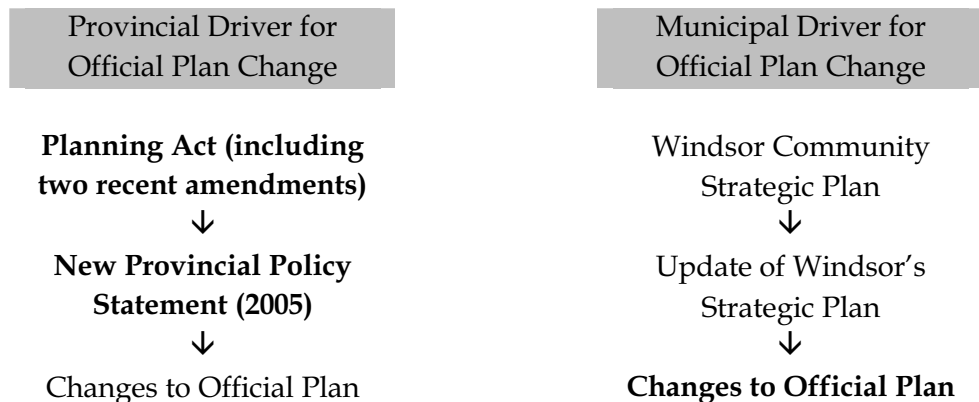 Provincial Driver for
Official Plan Change
Planning Act (including
two recent amendments)
↓
New Provincial Policy
Statement (2005)
↓
Changes to Official Plan
Municipal Driver for
Official Plan Change
Windsor Community
Strategic Plan
↓
Update of Windsor’s
Strategic Plan
↓
Changes to Official Plan